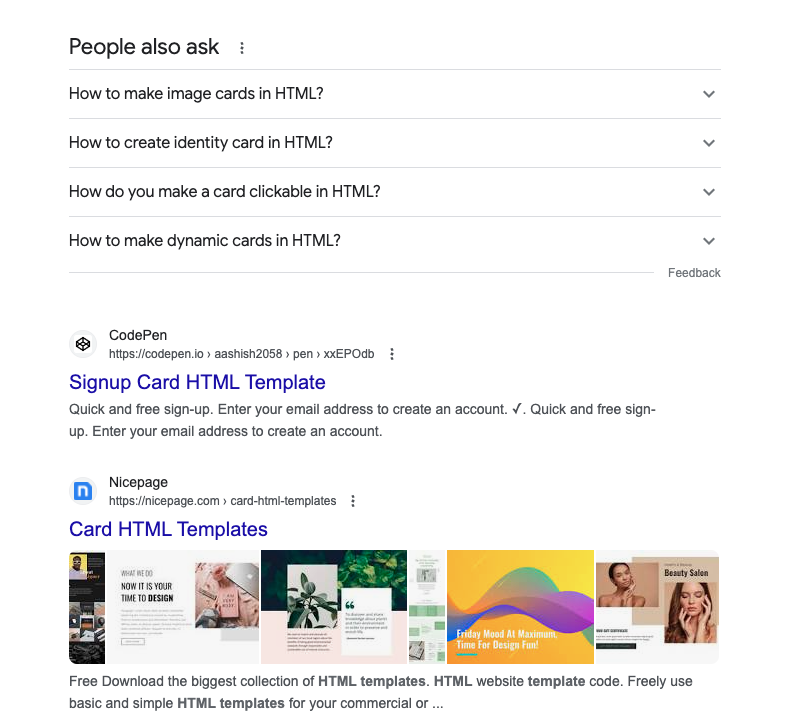 People also ask
How to make image cards in HTML?
How to create identity card in HTML?
How do you make a card clickable in HTML?
How to make dynamic cards in HTML?
Feedback
CodePen
https://codepen.io › aashish2058 › pen › xxEPOdb
Signup Card HTML Template
Quick and free sign-up. Enter your email address to create an account. ✓. Quick and free sign-
up. Enter your email address to create an account.
Nicepage
https://nicepage.com › card-html-templates
Card HTML Templates
WHAT WE DO
NOW IT IS YOUR
TIME TO DESIGN
I AM
VERY
BUSY
Friday Mood At Maximum,
Time For Design Fun!
Beauty Salon
Free Download the biggest collection of HTML templates. HTML website template code. Freely use
basic and simple HTML templates for your commercial or ...